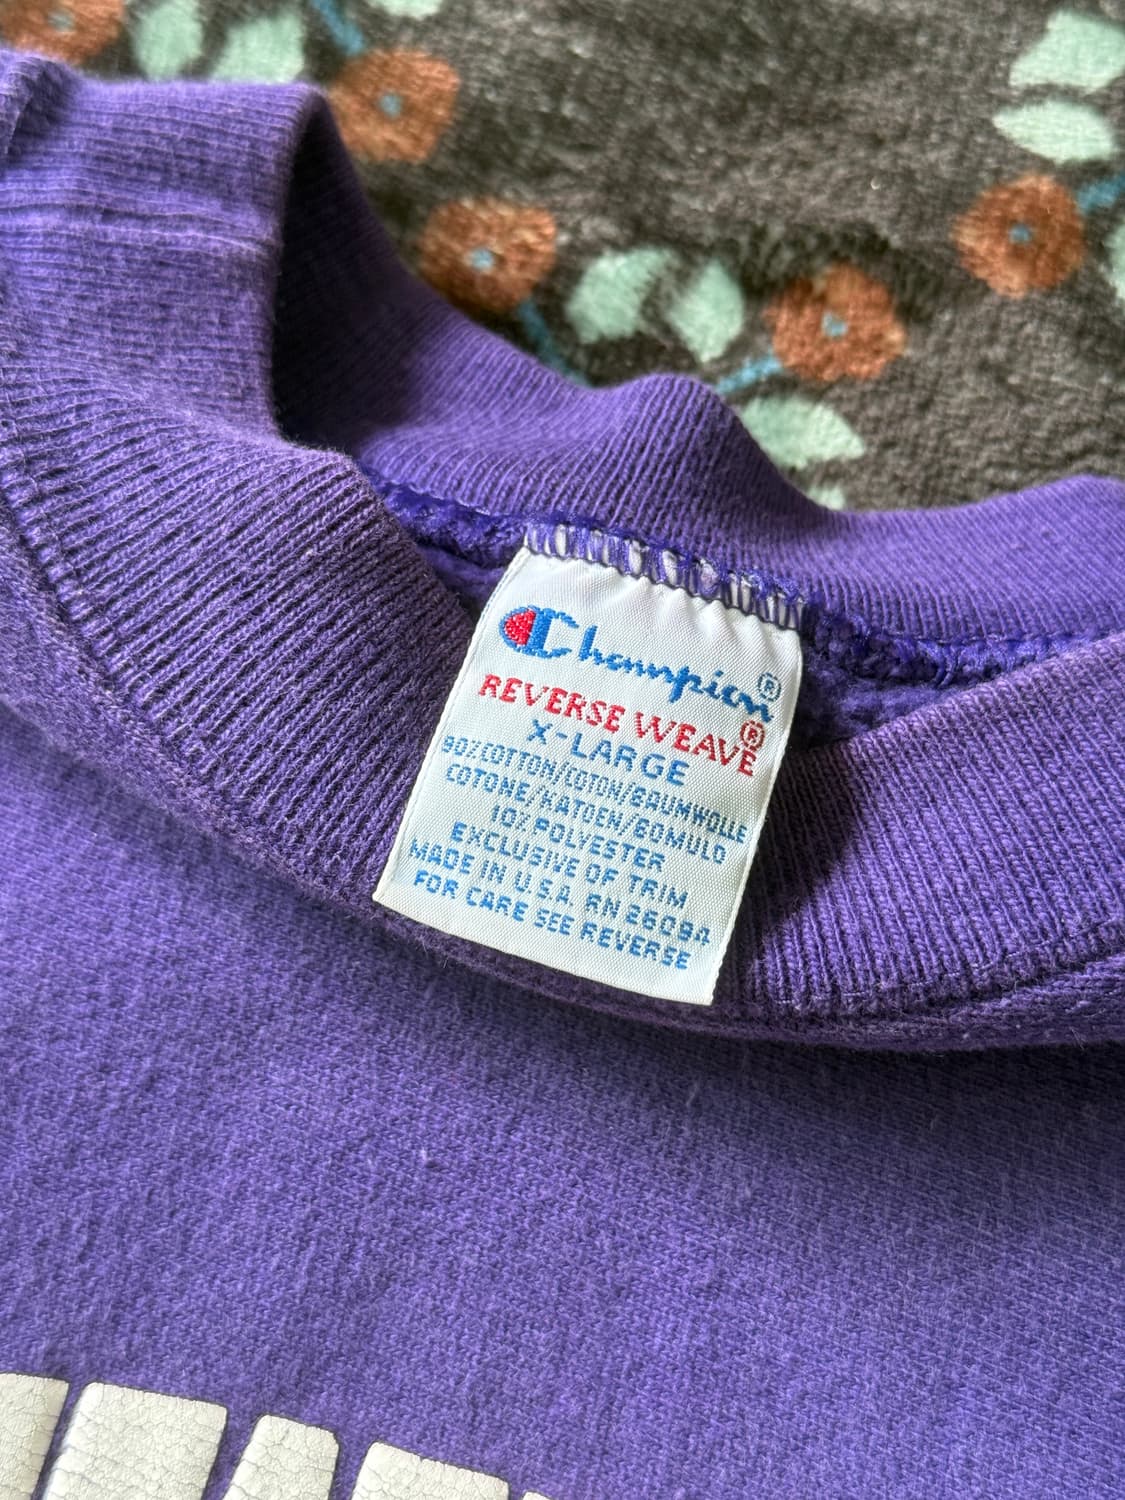 Champion®
REVERSE WEAVE®
X-LARGE
90%COTTON/COTON/BAUMWOLLE
COTONE/KATOEN/BOMULD
10% POLYESTER
EXCLUSIVE OF TRIM
MADE IN U.S.A. RN 26094
FOR CARE SEE REVERSE